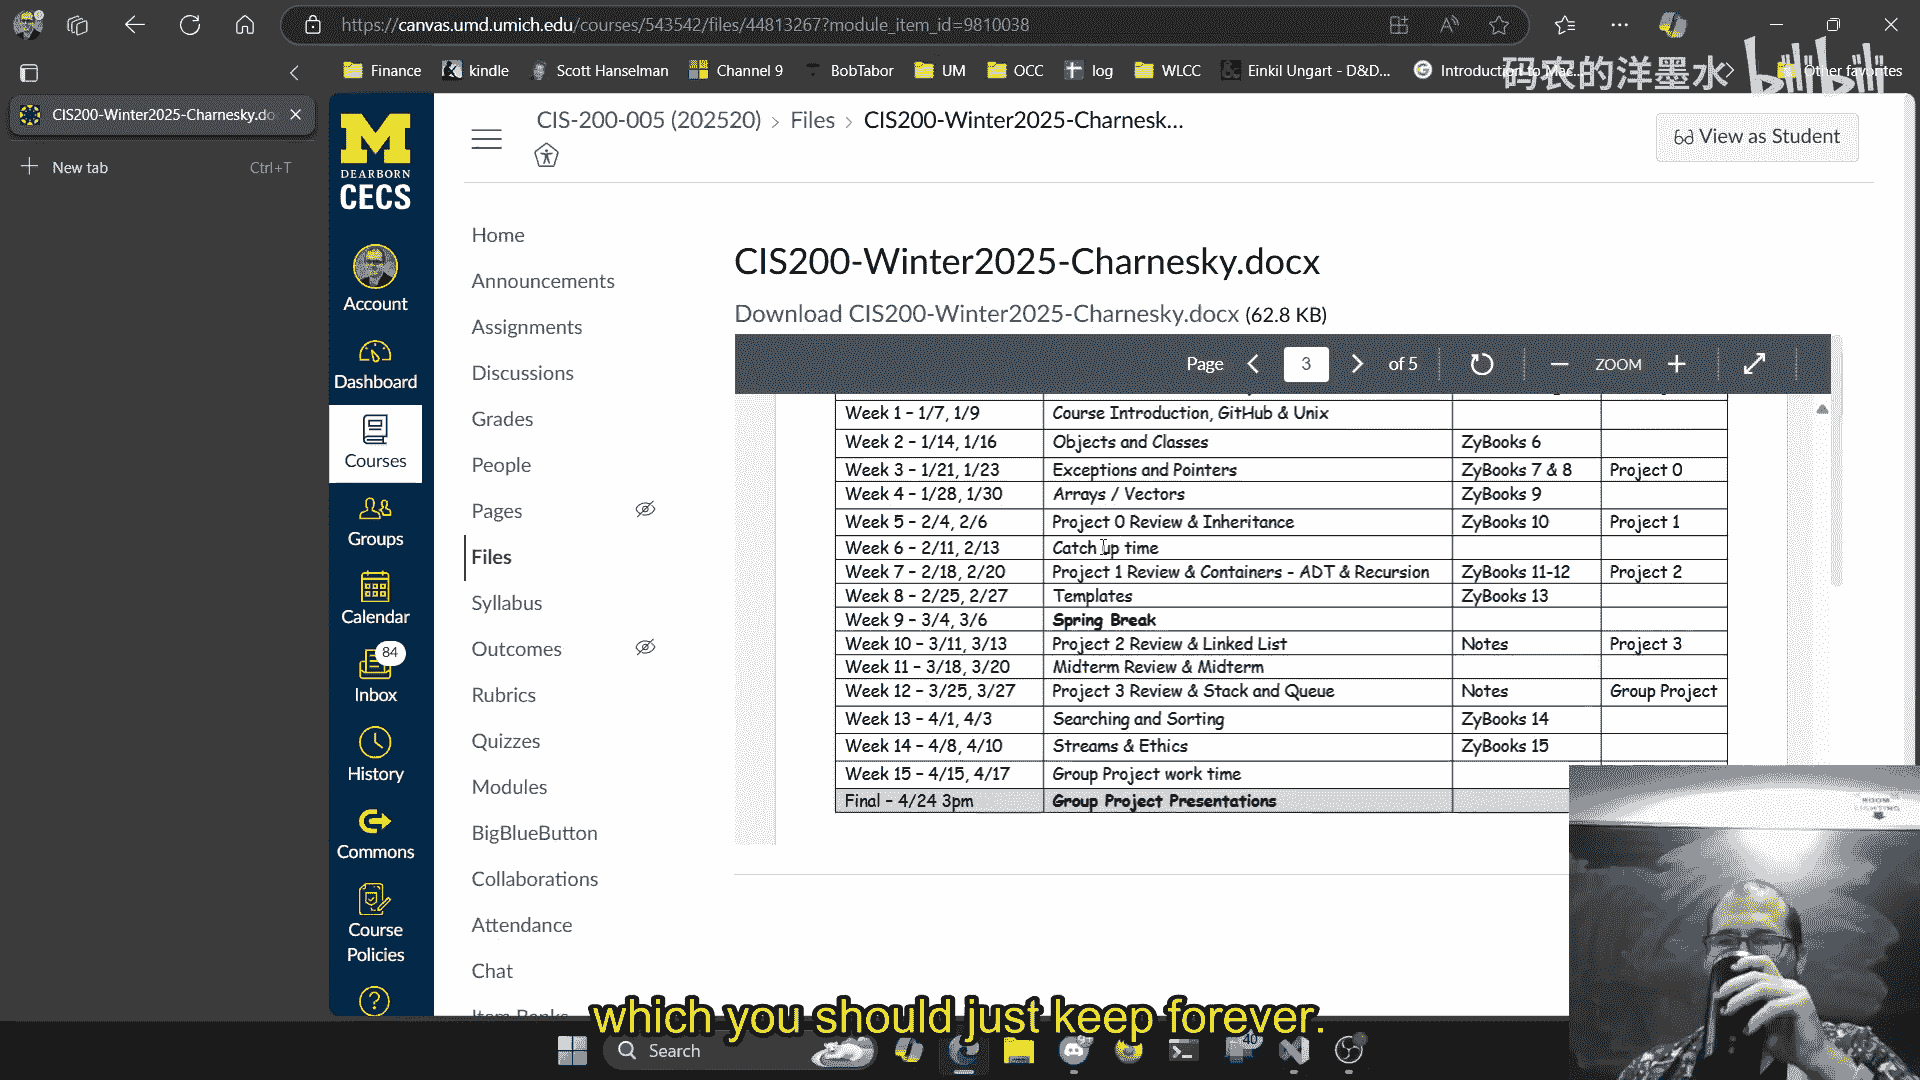 https://canvas.umd.umich.edu/courses/543542/files/44813267?module_item_id=9810038
Finance
kindle
Scott Hanselman
Channel 9
BobTabor
UM
OCC
log
WLCC
Einkil Ungart - D&D...
Introduction to Mac...
Other favorites
码农的洋墨水
bilibili
CIS200-Winter2025-Charnesky.do
New tab
Ctrl+T
M
DEARBORN
CECS
Account
Dashboard
Courses
Groups
Calendar
84
Inbox
History
Commons
Course
Policies
CIS-200-005 (202520) > Files > CIS200-Winter2025-Charnesk...
View as Student
Home
Announcements
Assignments
Discussions
Grades
People
Pages
Files
Syllabus
Outcomes
Rubrics
Quizzes
Modules
BigBlueButton
Collaborations
Attendance
Chat
CIS200-Winter2025-Charnesky.docx
Download CIS200-Winter2025-Charnesky.docx (62.8 KB)
Page 3 of 5 ZOOM
Week 1 – 1/7, 1/9 Course Introduction, GitHub & Unix
Week 2 – 1/14, 1/16 Objects and Classes ZyBooks 6
Week 3 – 1/21, 1/23 Exceptions and Pointers ZyBooks 7 & 8 Project 0
Week 4 – 1/28, 1/30 Arrays / Vectors ZyBooks 9
Week 5 – 2/4, 2/6 Project 0 Review & Inheritance ZyBooks 10 Project 1
Week 6 – 2/11, 2/13 Catch up time
Week 7 – 2/18, 2/20 Project 1 Review & Containers - ADT & Recursion ZyBooks 11-12 Project 2
Week 8 – 2/25, 2/27 Templates ZyBooks 13
Week 9 – 3/4, 3/6 Spring Break
Week 10 – 3/11, 3/13 Project 2 Review & Linked List Notes Project 3
Week 11 – 3/18, 3/20 Midterm Review & Midterm
Week 12 – 3/25, 3/27 Project 3 Review & Stack and Queue Notes Group Project
Week 13 – 4/1, 4/3 Searching and Sorting ZyBooks 14
Week 14 – 4/8, 4/10 Streams & Ethics ZyBooks 15
Week 15 – 4/15, 4/17 Group Project work time
Final – 4/24 3pm Group Project Presentations
which you should just keep forever.
Search
40